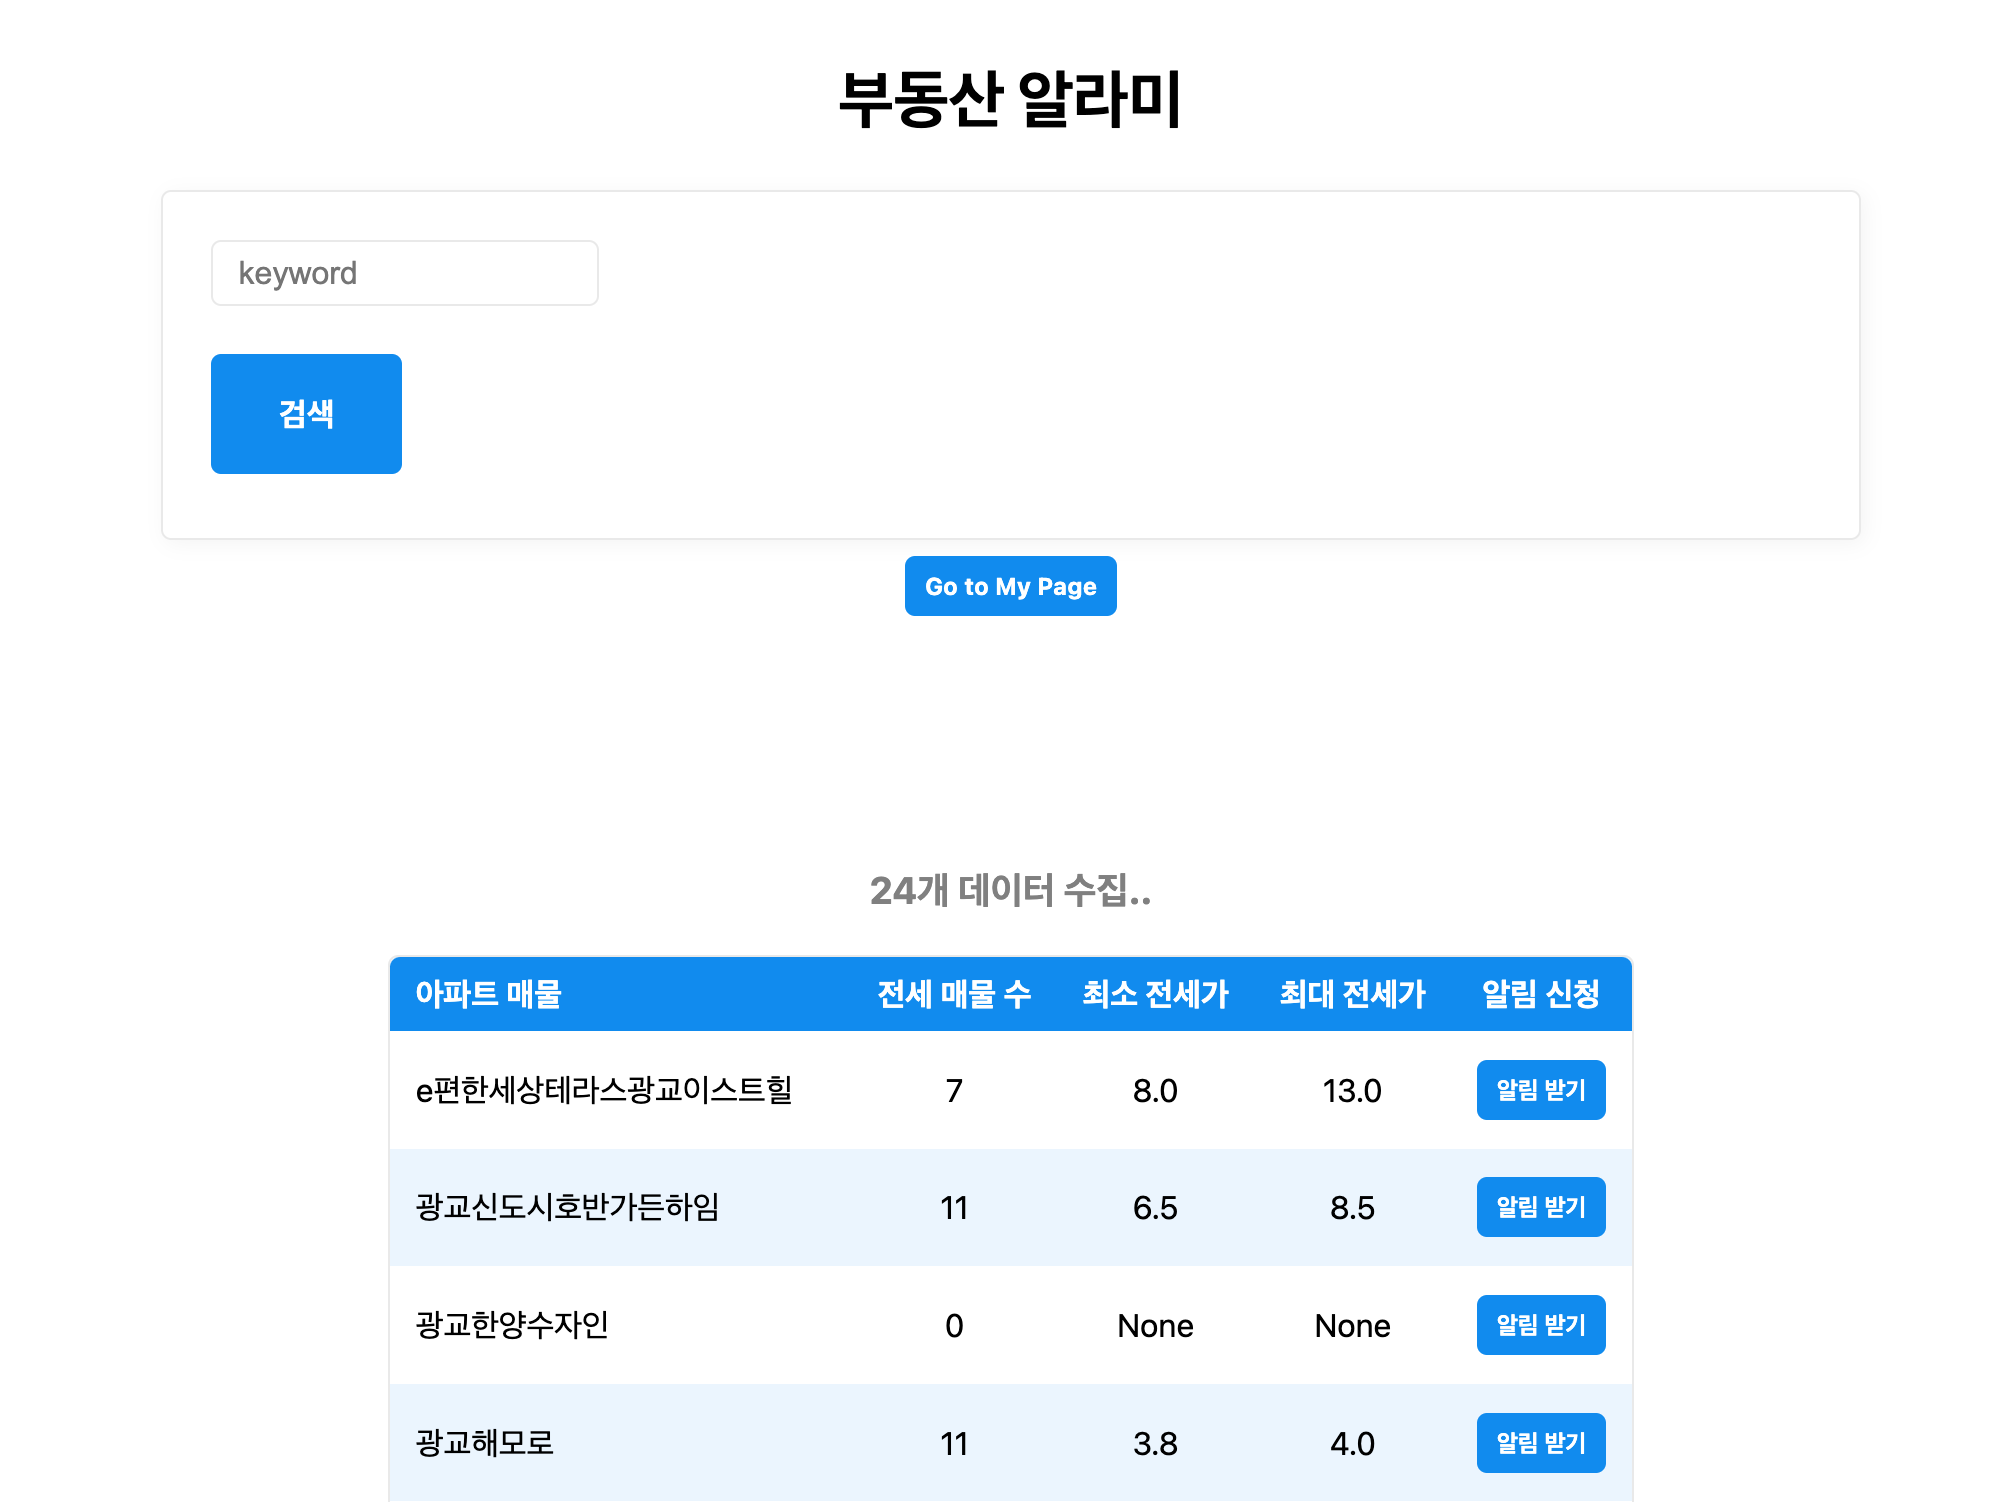 부동산 알라미
keyword
검색
Go to My Page
24개 데이터 수집..
아파트 매물 전세 매물 수 최소 전세가 최대 전세가 알림 신청
e편한세상테라스광교이스트힐 7 8.0 13.0 알림 받기
광교신도시호반가든하임 11 6.5 8.5 알림 받기
광교한양수자인 0 None None 알림 받기
광교해모로 11 3.8 4.0 알림 받기